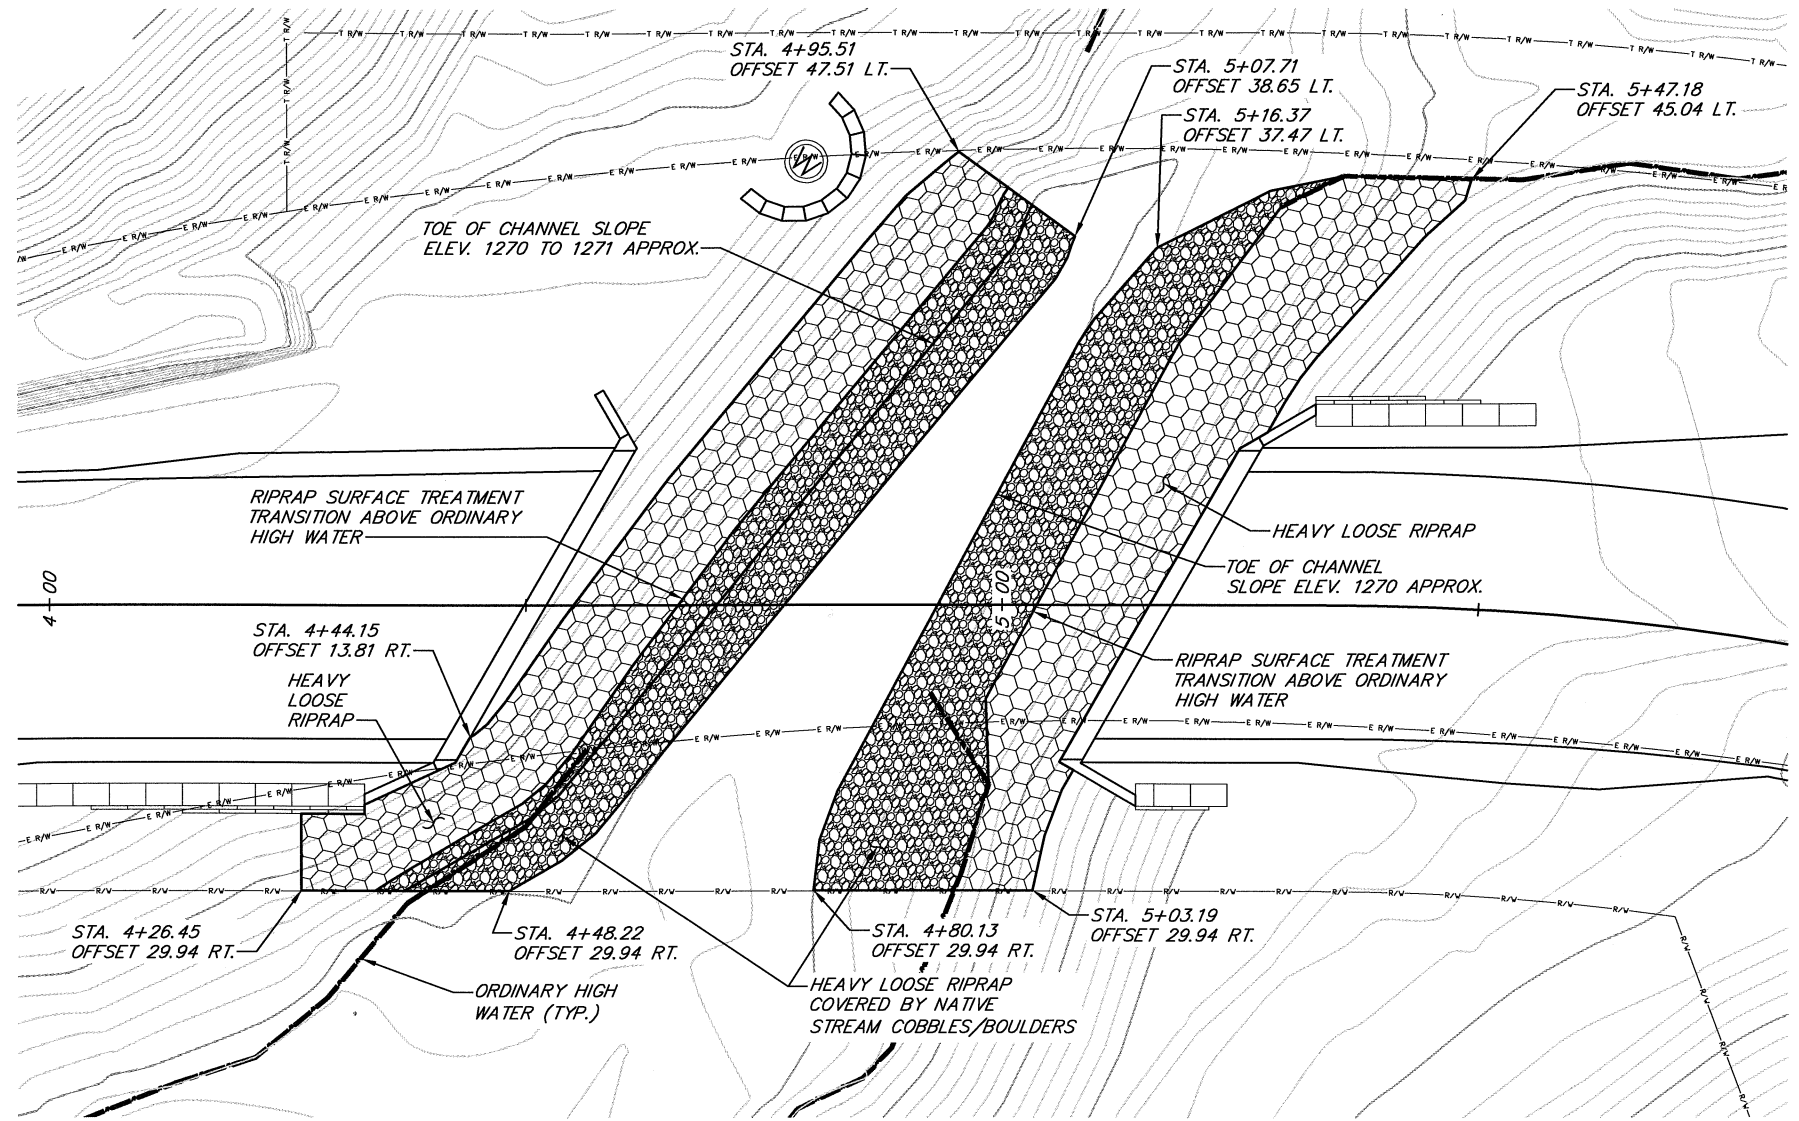 STA. 4+95.51
OFFSET 47.51 LT.
STA. 5+07.71
OFFSET 38.65 LT.
STA. 5+16.37
OFFSET 37.47 LT.
STA. 5+47.18
OFFSET 45.04 LT.
TOE OF CHANNEL SLOPE
ELEV. 1270 TO 1271 APPROX.
RIPRAP SURFACE TREATMENT
TRANSITION ABOVE ORDINARY
HIGH WATER
HEAVY LOOSE RIPRAP
TOE OF CHANNEL
SLOPE ELEV. 1270 APPROX.
4+00
5+00
STA. 4+44.15
OFFSET 13.81 RT.
HEAVY
LOOSE
RIPRAP
RIPRAP SURFACE TREATMENT
TRANSITION ABOVE ORDINARY
HIGH WATER
STA. 4+26.45
OFFSET 29.94 RT.
STA. 4+48.22
OFFSET 29.94 RT.
STA. 4+80.13
OFFSET 29.94 RT.
STA. 5+03.19
OFFSET 29.94 RT.
ORDINARY HIGH
WATER (TYP.)
HEAVY LOOSE RIPRAP
COVERED BY NATIVE
STREAM COBBLES/BOULDERS
T R/W
E R/W
R/W